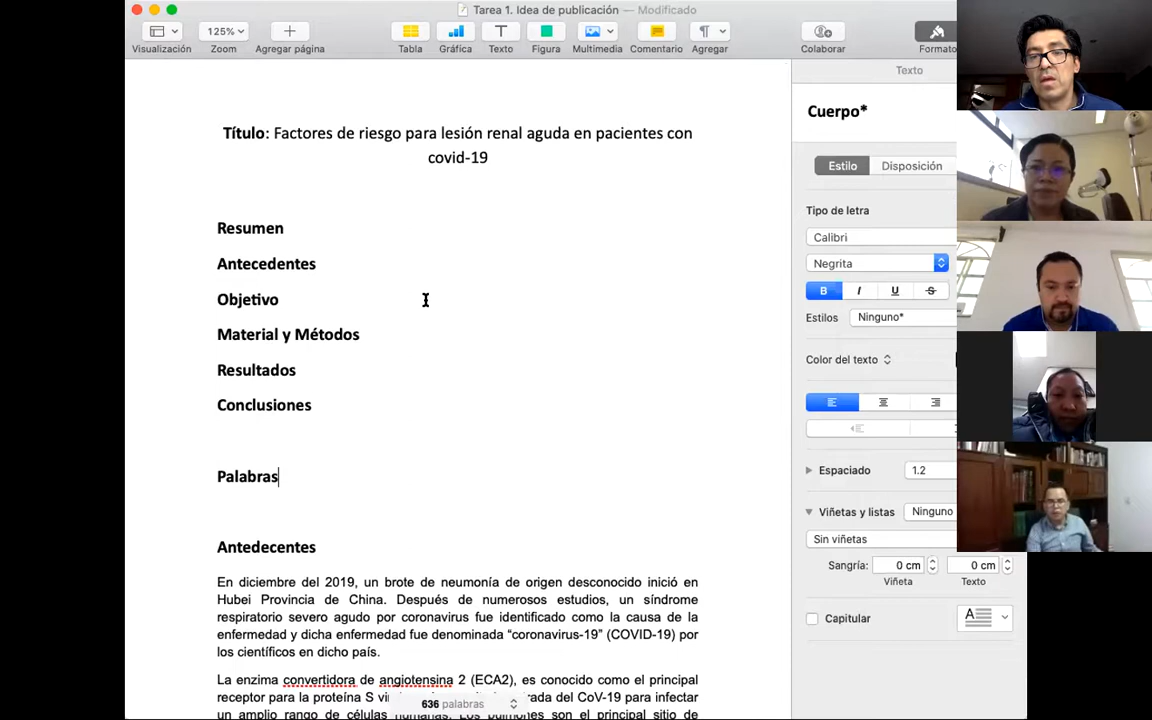 Tarea 1. Idea de publicación — Modificado
125%
Visualización
Zoom
Agregar página
Tabla
Gráfica
Texto
Figura
Multimedia
Comentario
Agregar
Colaborar
Formato
Texto
Título: Factores de riesgo para lesión renal aguda en pacientes con
covid-19
Resumen
Antecedentes
Objetivo
Material y Métodos
Resultados
Conclusiones
Palabras
Antedecentes
En diciembre del 2019, un brote de neumonía de origen desconocido inició en
Hubei Provincia de China. Después de numerosos estudios, un síndrome
respiratorio severo agudo por coronavirus fue identificado como la causa de la
enfermedad y dicha enfermedad fue denominada “coronavirus-19” (COVID-19) por
los científicos en dicho país.
La enzima convertidora de angiotensina 2 (ECA2), es conocido como el principal
receptor para la proteína S entrada del CoV-19 para infectar
un amplio rango de células humanas. Los pulmones son el principal sitio de
636 palabras
Cuerpo*
Estilo
Disposición
Tipo de letra
Calibri
Negrita
B I U S
Estilos
Ninguno*
Color del texto
Espaciado
1.2
Viñetas y listas
Ninguno
Sin viñetas
Sangría:
0 cm
0 cm
Viñeta
Texto
Capitular
A